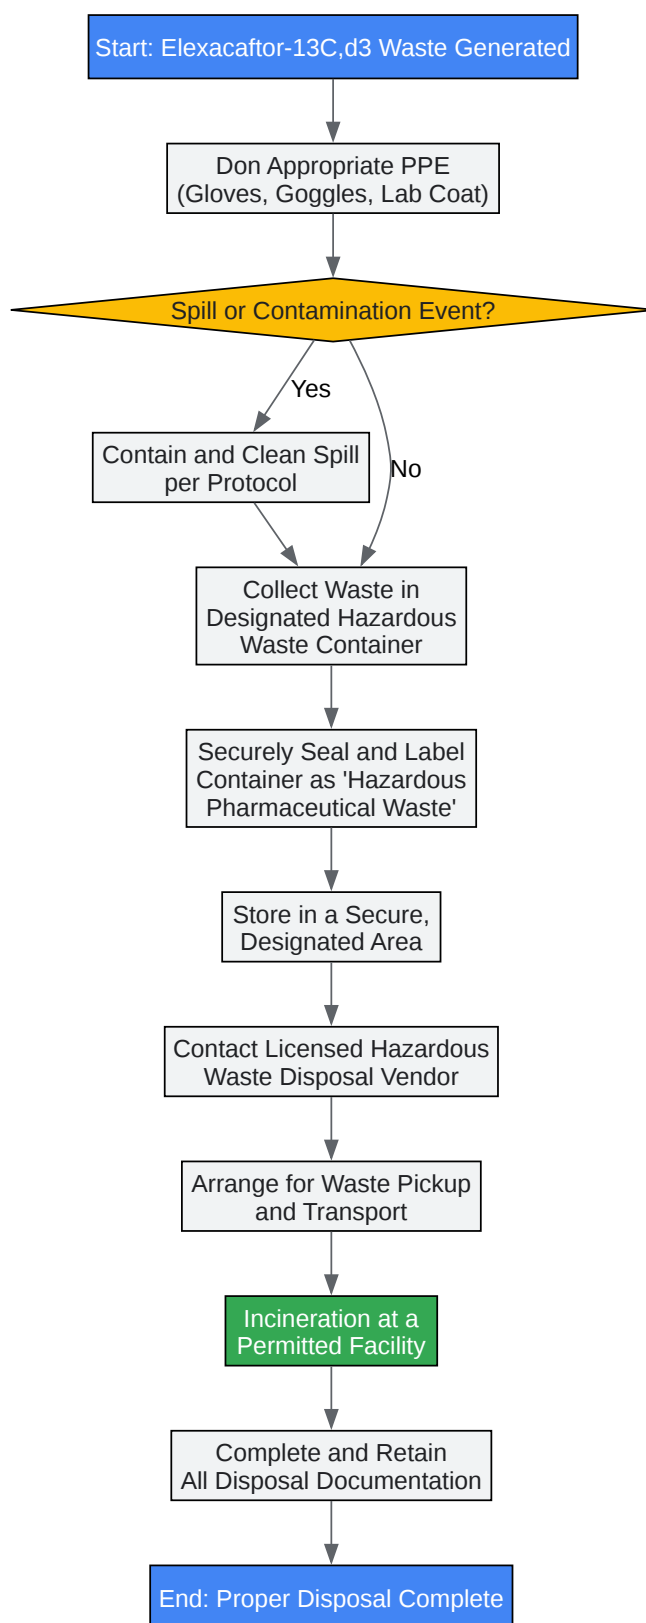 Start: Elexacaftor-13C,d3 Waste Generated
Don Appropriate PPE
(Gloves, Goggles, Lab Coat)
Spill or Contamination Event?
Yes
Contain and Clean Spill
per Protocol
No
Collect Waste in
Designated Hazardous
Waste Container
Securely Seal and Label
Container as 'Hazardous
Pharmaceutical Waste'
Store in a Secure,
Designated Area
Contact Licensed Hazardous
Waste Disposal Vendor
Arrange for Waste Pickup
and Transport
Incineration at a
Permitted Facility
Complete and Retain
All Disposal Documentation
End: Proper Disposal Complete